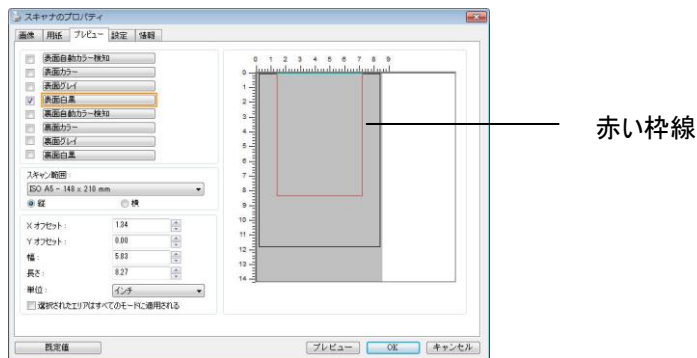 スキャナのプロパティ
画像 用紙 プレビュー 設定 情報
表面自動カラー検知
表面カラー
表面グレイ
表面白黒
裏面自動カラー検知
裏面カラー
裏面グレイ
裏面白黒
スキャン範囲:
ISO A5 - 148 x 210 mm
縦 横
Xオフセット: 1.34
Yオフセット: 0.00
幅: 5.83
長さ: 8.27
単位: インチ
選択されたエリアはすべてのモードに適用される
0 1 2 3 4 5 6 7 8 9
0
1
2
3
4
5
6
7
8
9
10
11
12
13
14
赤い枠線
既定値 プレビュー OK キャンセル